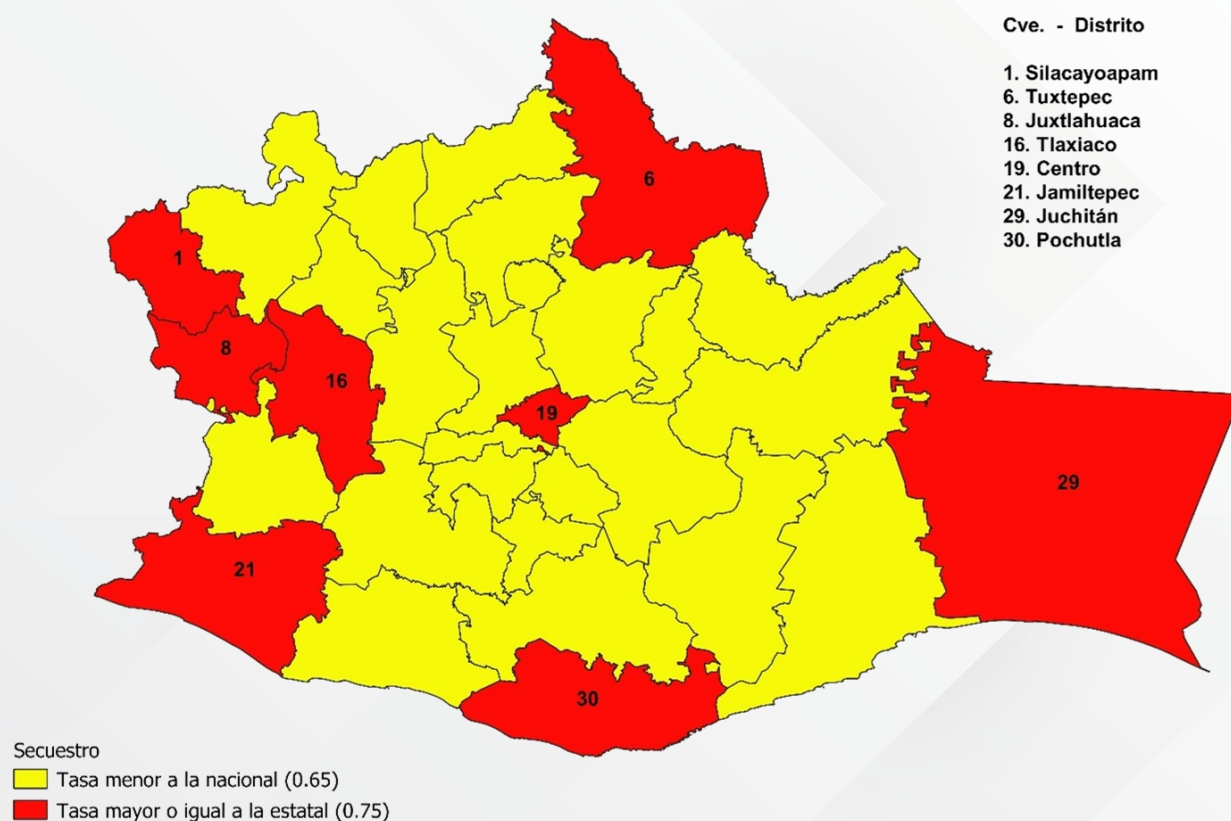 Cve. - Distrito
1. Silacayoapam
6. Tuxtepec
8. Juxtlahuaca
16. Tlaxiaco
19. Centro
21. Jamiltepec
29. Juchitán
30. Pochutla
6
1
8
16
19
29
21
30
Secuestro
Tasa menor a la nacional (0.65)
Tasa mayor o igual a la estatal (0.75)